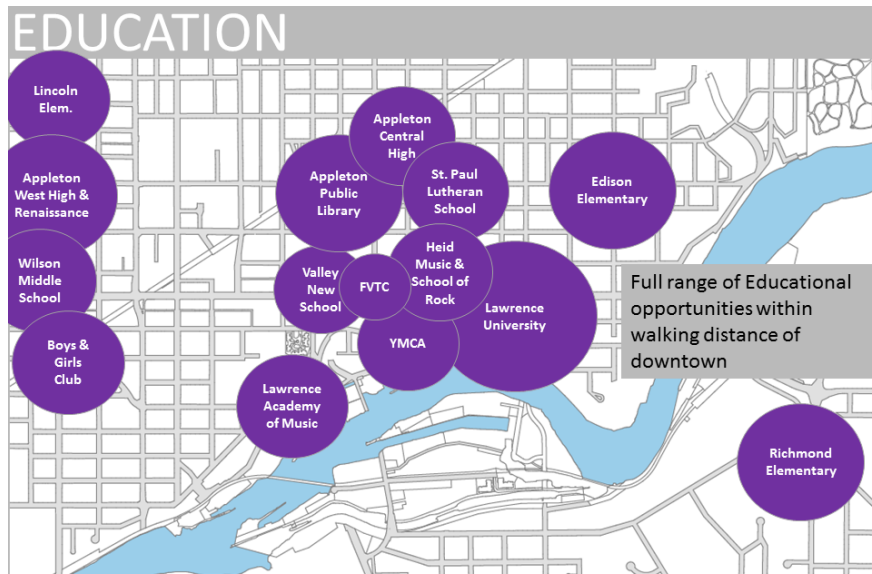 EDUCATION
Lincoln
Elem.
Appleton
West High &
Renaissance
Wilson
Middle
School
Boys &
Girls
Club
Appleton
Central
High
Appleton
Public
Library
St. Paul
Lutheran
School
Edison
Elementary
Valley
New
School
FVTC
Heid
Music &
School of
Rock
Lawrence
University
YMCA
Lawrence
Academy
of Music
Full range of Educational
opportunities within
walking distance of
downtown
Richmond
Elementary